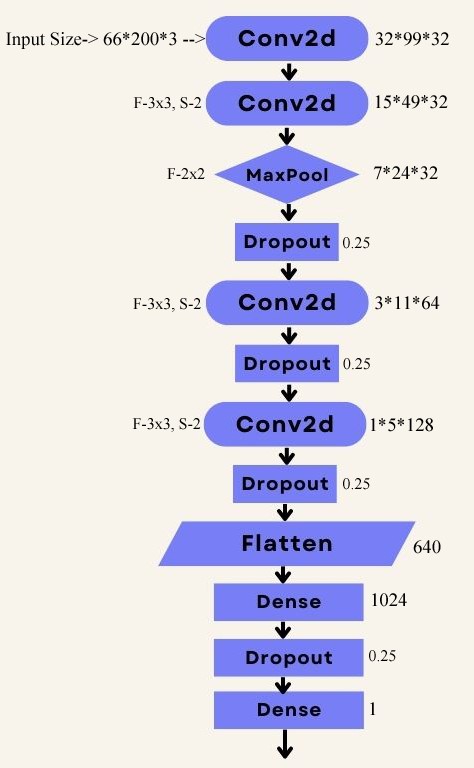 Input Size-> 66*200*3 --> Conv2d 32*99*32
F-3x3, S-2 Conv2d 15*49*32
F-2x2 MaxPool 7*24*32
Dropout 0.25
F-3x3, S-2 Conv2d 3*11*64
Dropout 0.25
F-3x3, S-2 Conv2d 1*5*128
Dropout 0.25
Flatten 640
Dense 1024
Dropout 0.25
Dense 1